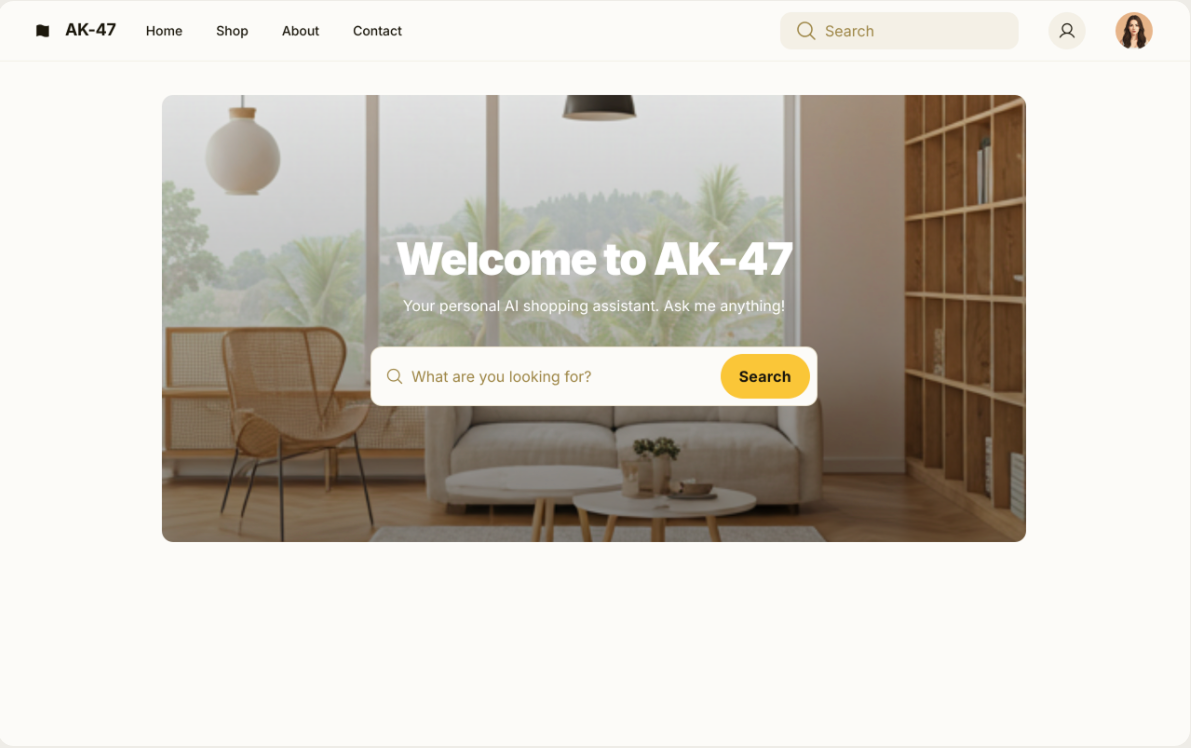 AK-47
Home
Shop
About
Contact
Search
Welcome to AK-47
Your personal AI shopping assistant. Ask me anything!
What are you looking for?
Search